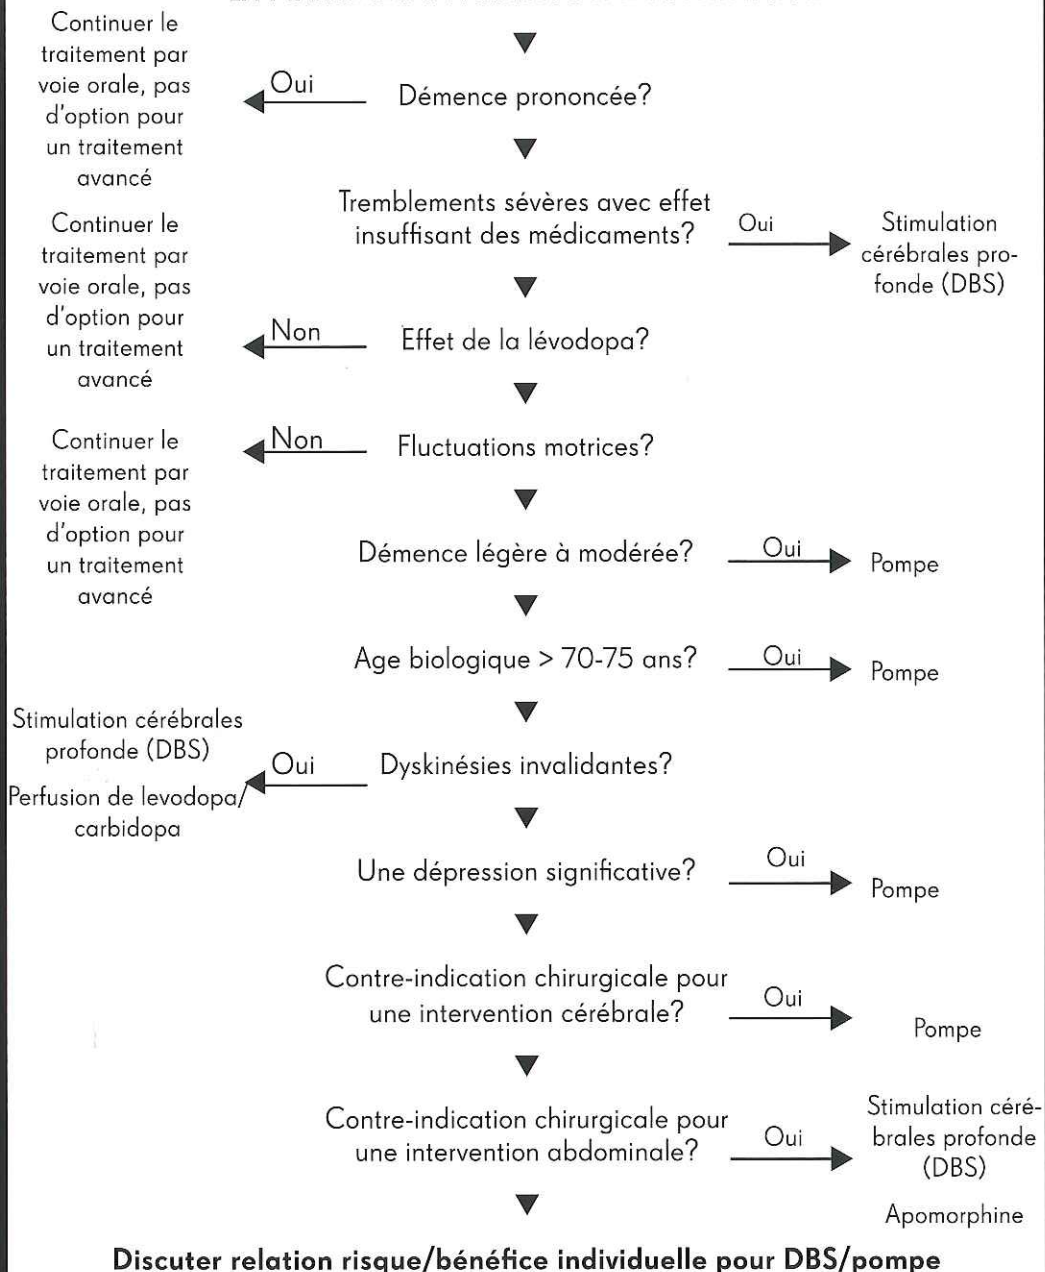 Continuer le
traitement par
voie orale, pas
d'option pour
un traitement
avancé
Oui
Démence prononcée?
Tremblements sévères avec effet
insuffisant des médicaments?
Oui
Stimulation
cérébrales pro-
fonde (DBS)
Continuer le
traitement par
voie orale, pas
d'option pour
un traitement
avancé
Non
Effet de la lévodopa?
Continuer le
traitement par
voie orale, pas
d'option pour
un traitement
avancé
Non
Fluctuations motrices?
Démence légère à modérée?
Oui
Pompe
Age biologique > 70-75 ans?
Oui
Pompe
Stimulation cérébrales
profonde (DBS)
Perfusion de levodopa/
carbidopa
Oui
Dyskinésies invalidantes?
Une dépression significative?
Oui
Pompe
Contre-indication chirurgicale pour
une intervention cérébrale?
Oui
Pompe
Contre-indication chirurgicale pour
une intervention abdominale?
Oui
Stimulation céré-
brales profonde
(DBS)
Apomorphine
Discuter relation risque/bénéfice individuelle pour DBS/pompe